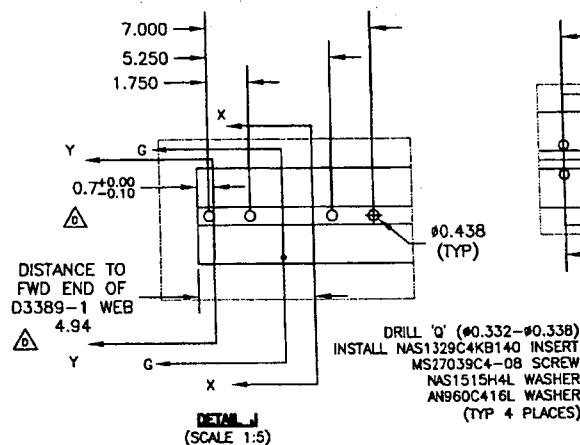 7.000
5.250
1.750
X
Y
G
0.7 +0.00
-0.10
D
ø0.438
(TYP)
DISTANCE TO
FWD END OF
D3389-1 WEB
4.94
D
Y
G
X
DRILL 'Q' (ø0.332-ø0.338)
INSTALL NAS1329C4KB140 INSERT
MS27039C4-08 SCREW
NAS1515H4L WASHER
AN960C416L WASHER
(TYP 4 PLACES)
DETAIL J
(SCALE 1:5)